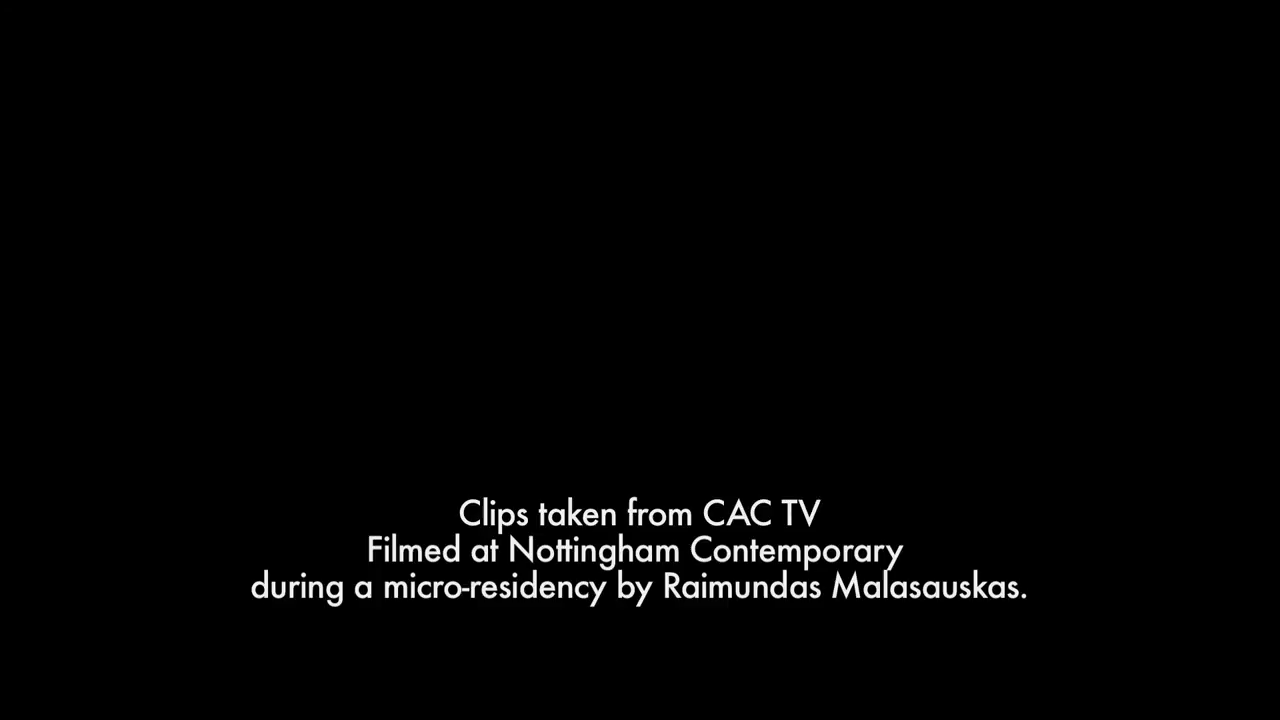 Clips taken from CAC TV
Filmed at Nottingham Contemporary
during a micro-residency by Raimundas Malasauskas.